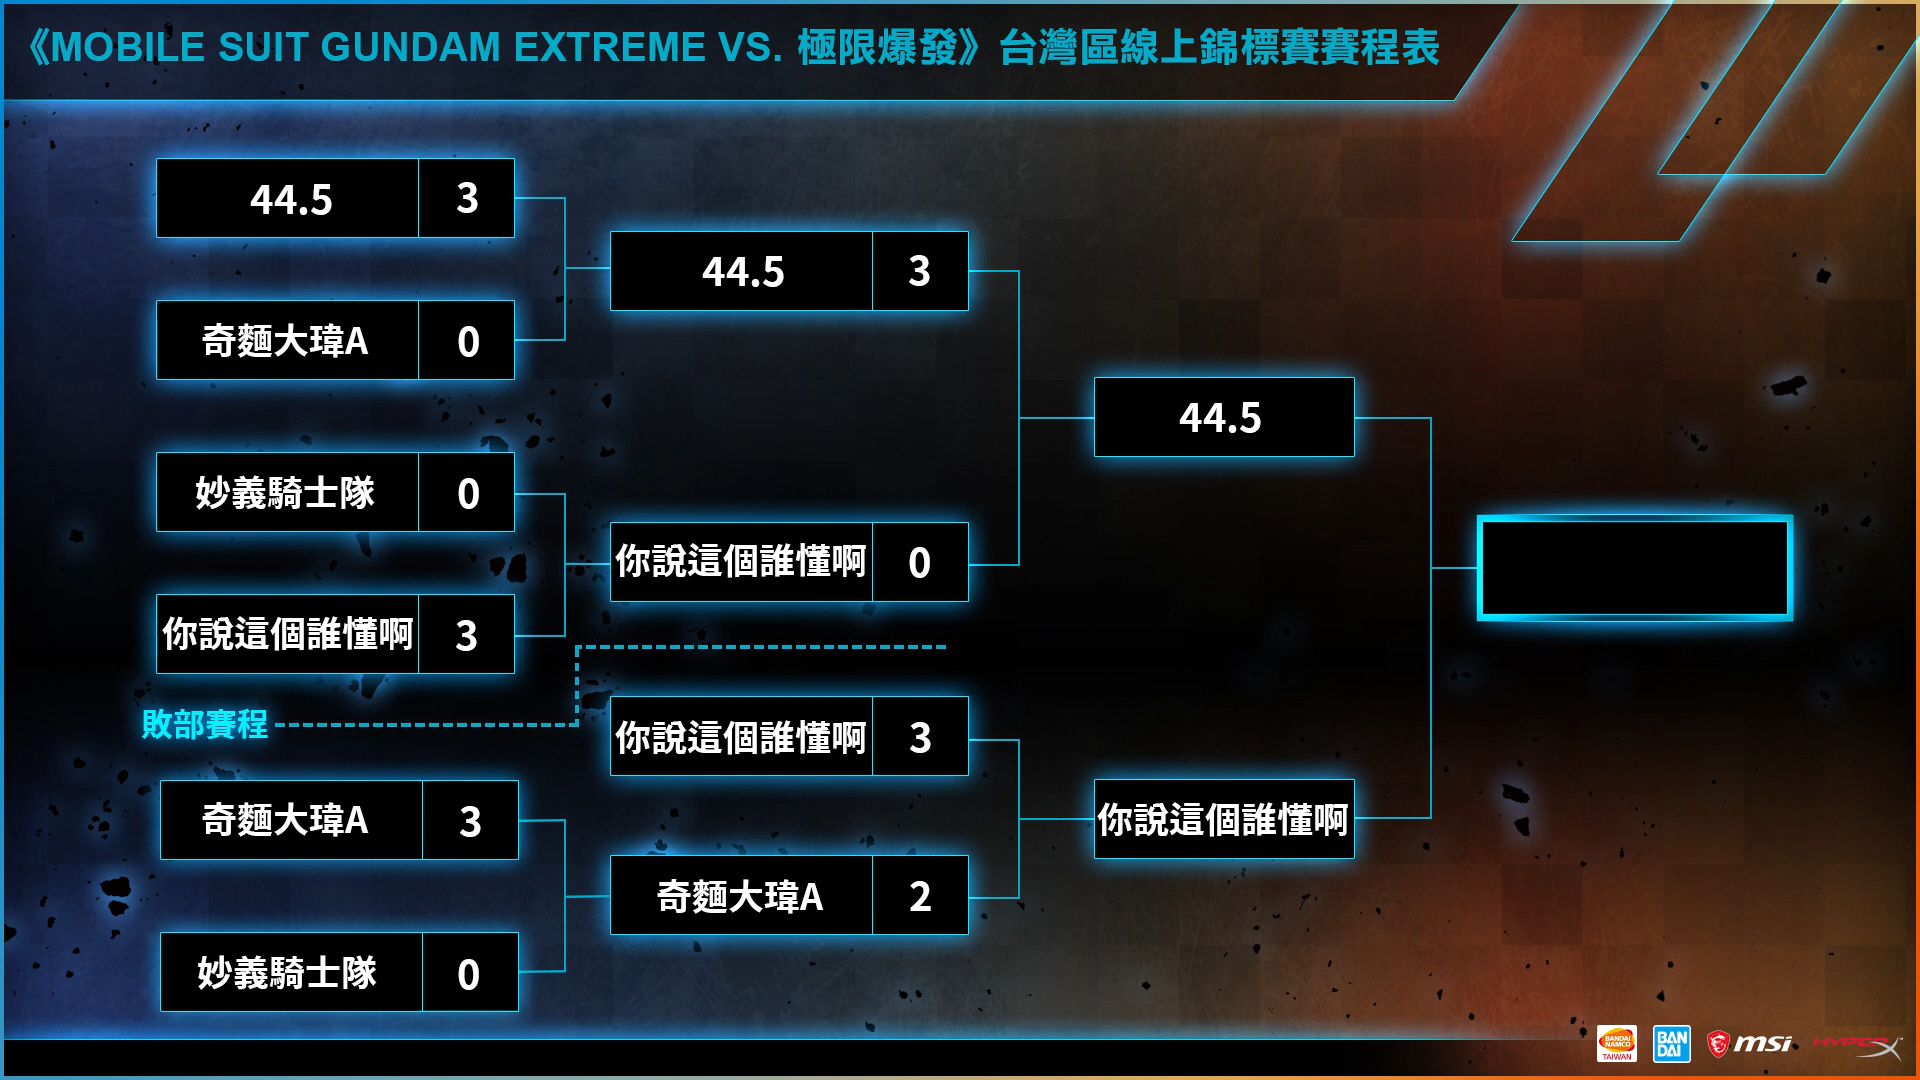 《MOBILE SUIT GUNDAM EXTREME VS. 極限爆發》台灣區線上錦標賽賽程表
44.5 3
奇麵大瑋A 0
妙義騎士隊 0
你說這個誰懂啊 3
44.5 3
你說這個誰懂啊 0
44.5
敗部賽程
奇麵大瑋A 3
妙義騎士隊 0
你說這個誰懂啊 3
奇麵大瑋A 2
你說這個誰懂啊
BANDAI
NAMCO
TAIWAN
BAN
DAI
msi
HYPERX